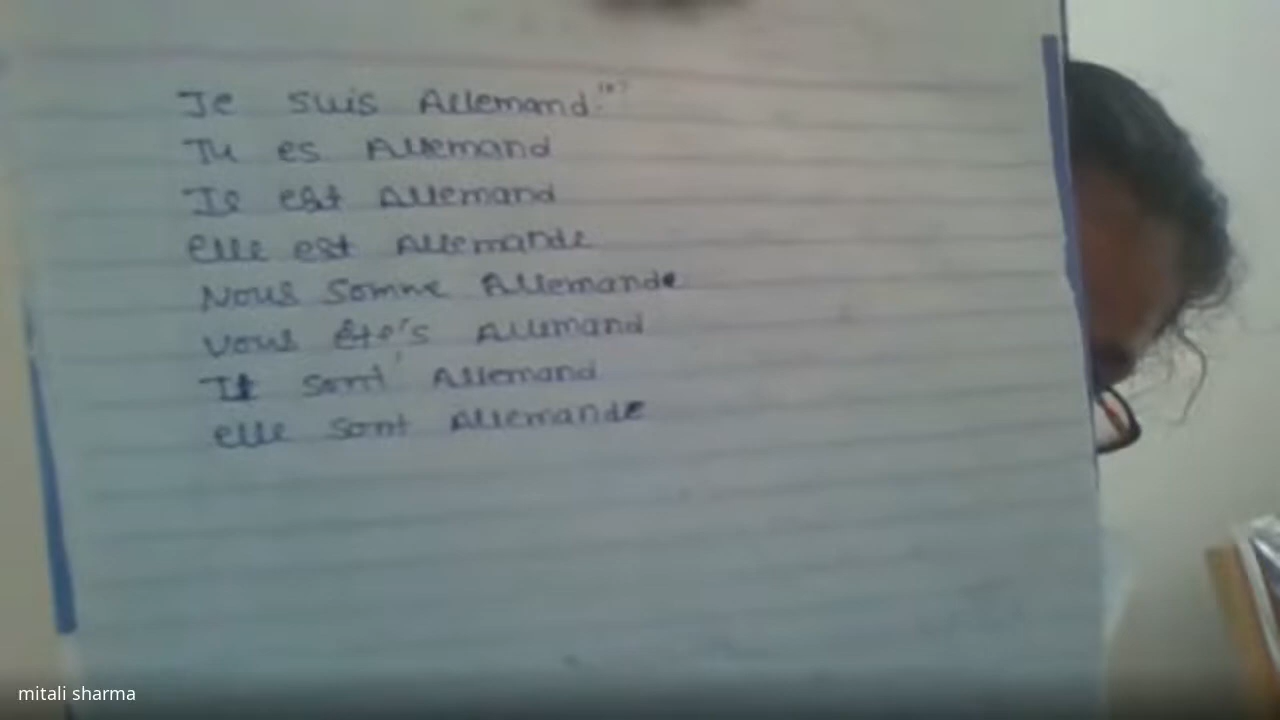 Je suis Allemand.(e)
Tu es Allemand
Il est Allemand
elle est Allemande
Nous somme Allemande
vous êtes Allemand
Il sont Allemand
elle sont Allemande
mitali sharma